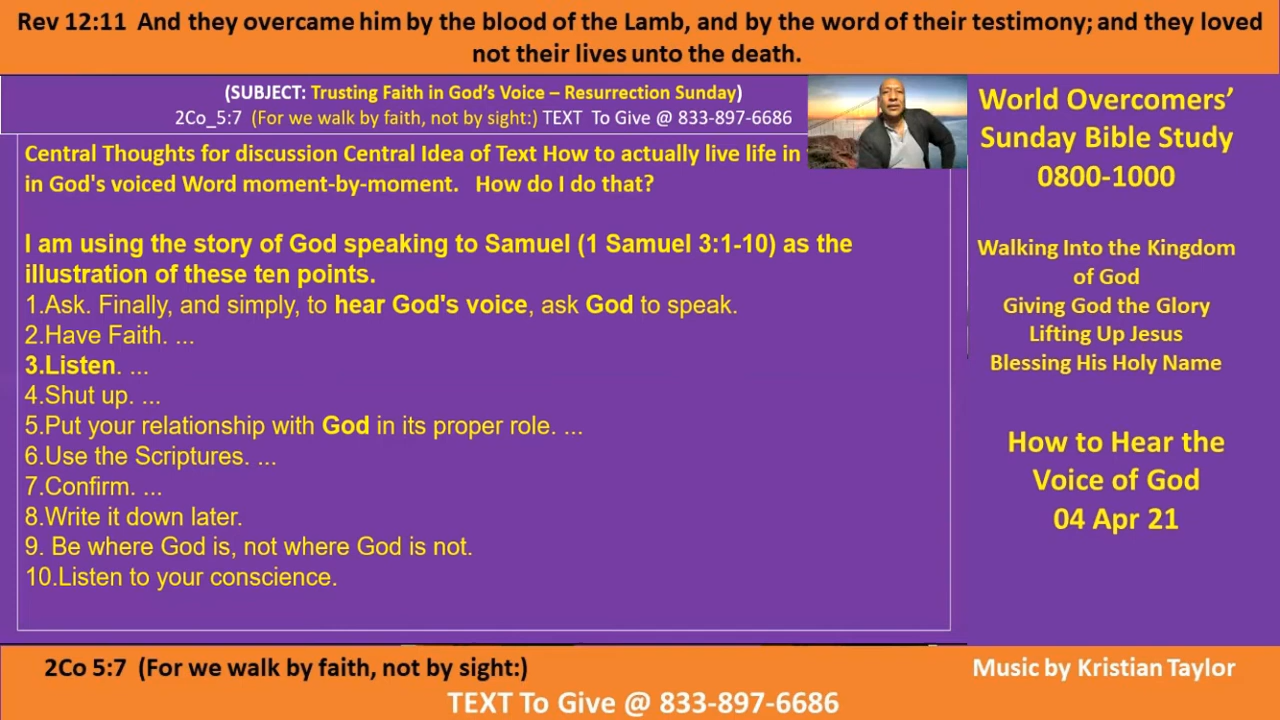 Rev 12:11 And they overcame him by the blood of the Lamb, and by the word of their testimony; and they loved
not their lives unto the death.
(SUBJECT: Trusting Faith in God's Voice – Resurrection Sunday)
2Co_5:7 (For we walk by faith, not by sight:) TEXT To Give @ 833-897-6686
Central Thoughts for discussion Central Idea of Text How to actually live life in
in God's voiced Word moment-by-moment. How do I do that?
I am using the story of God speaking to Samuel (1 Samuel 3:1-10) as the
illustration of these ten points.
1.Ask. Finally, and simply, to hear God's voice, ask God to speak.
2.Have Faith. ...
3.Listen. ...
4.Shut up. ...
5.Put your relationship with God in its proper role. ...
6.Use the Scriptures. ...
7.Confirm. ...
8.Write it down later.
9. Be where God is, not where God is not.
10.Listen to your conscience.
World Overcomers'
Sunday Bible Study
0800-1000
Walking Into the Kingdom
of God
Giving God the Glory
Lifting Up Jesus
Blessing His Holy Name
How to Hear the
Voice of God
04 Apr 21
2Co 5:7 (For we walk by faith, not by sight:)
Music by Kristian Taylor
TEXT To Give @ 833-897-6686